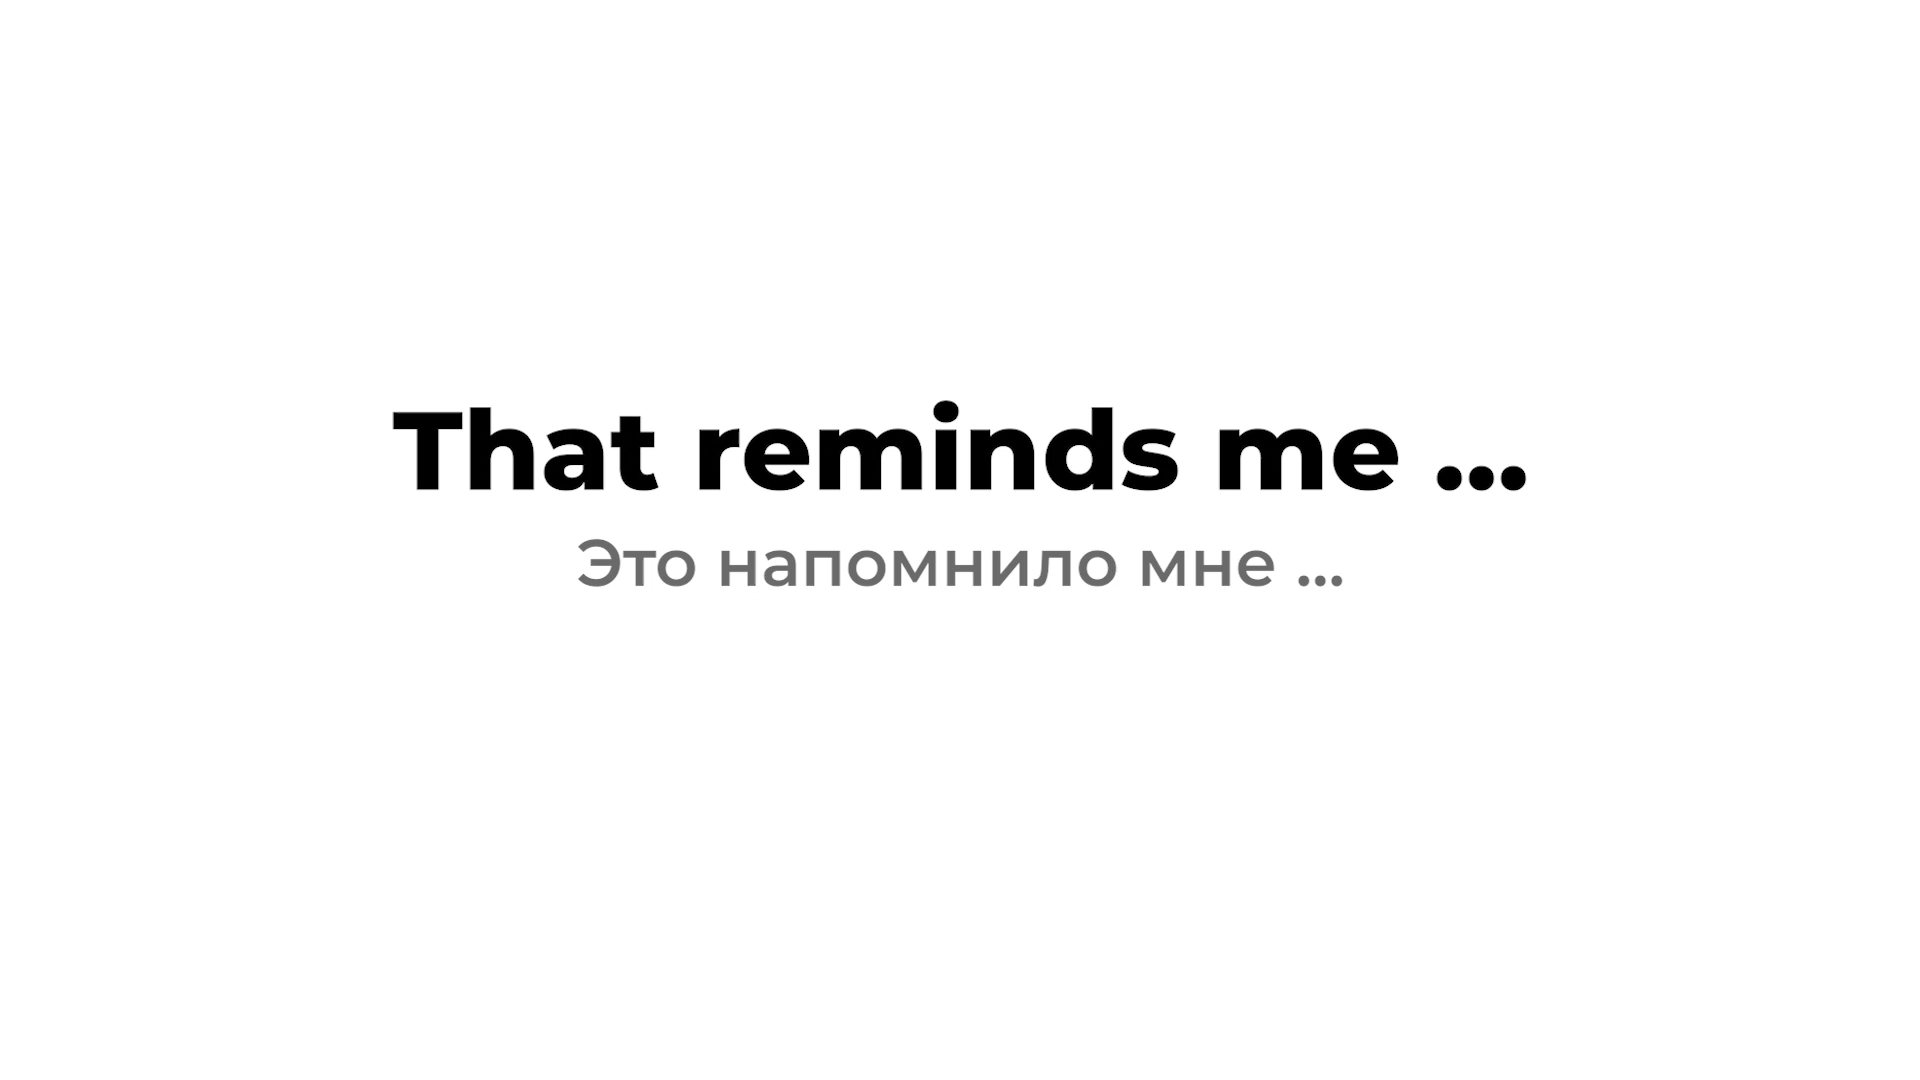 That reminds me ...
Это напомнило мне ...